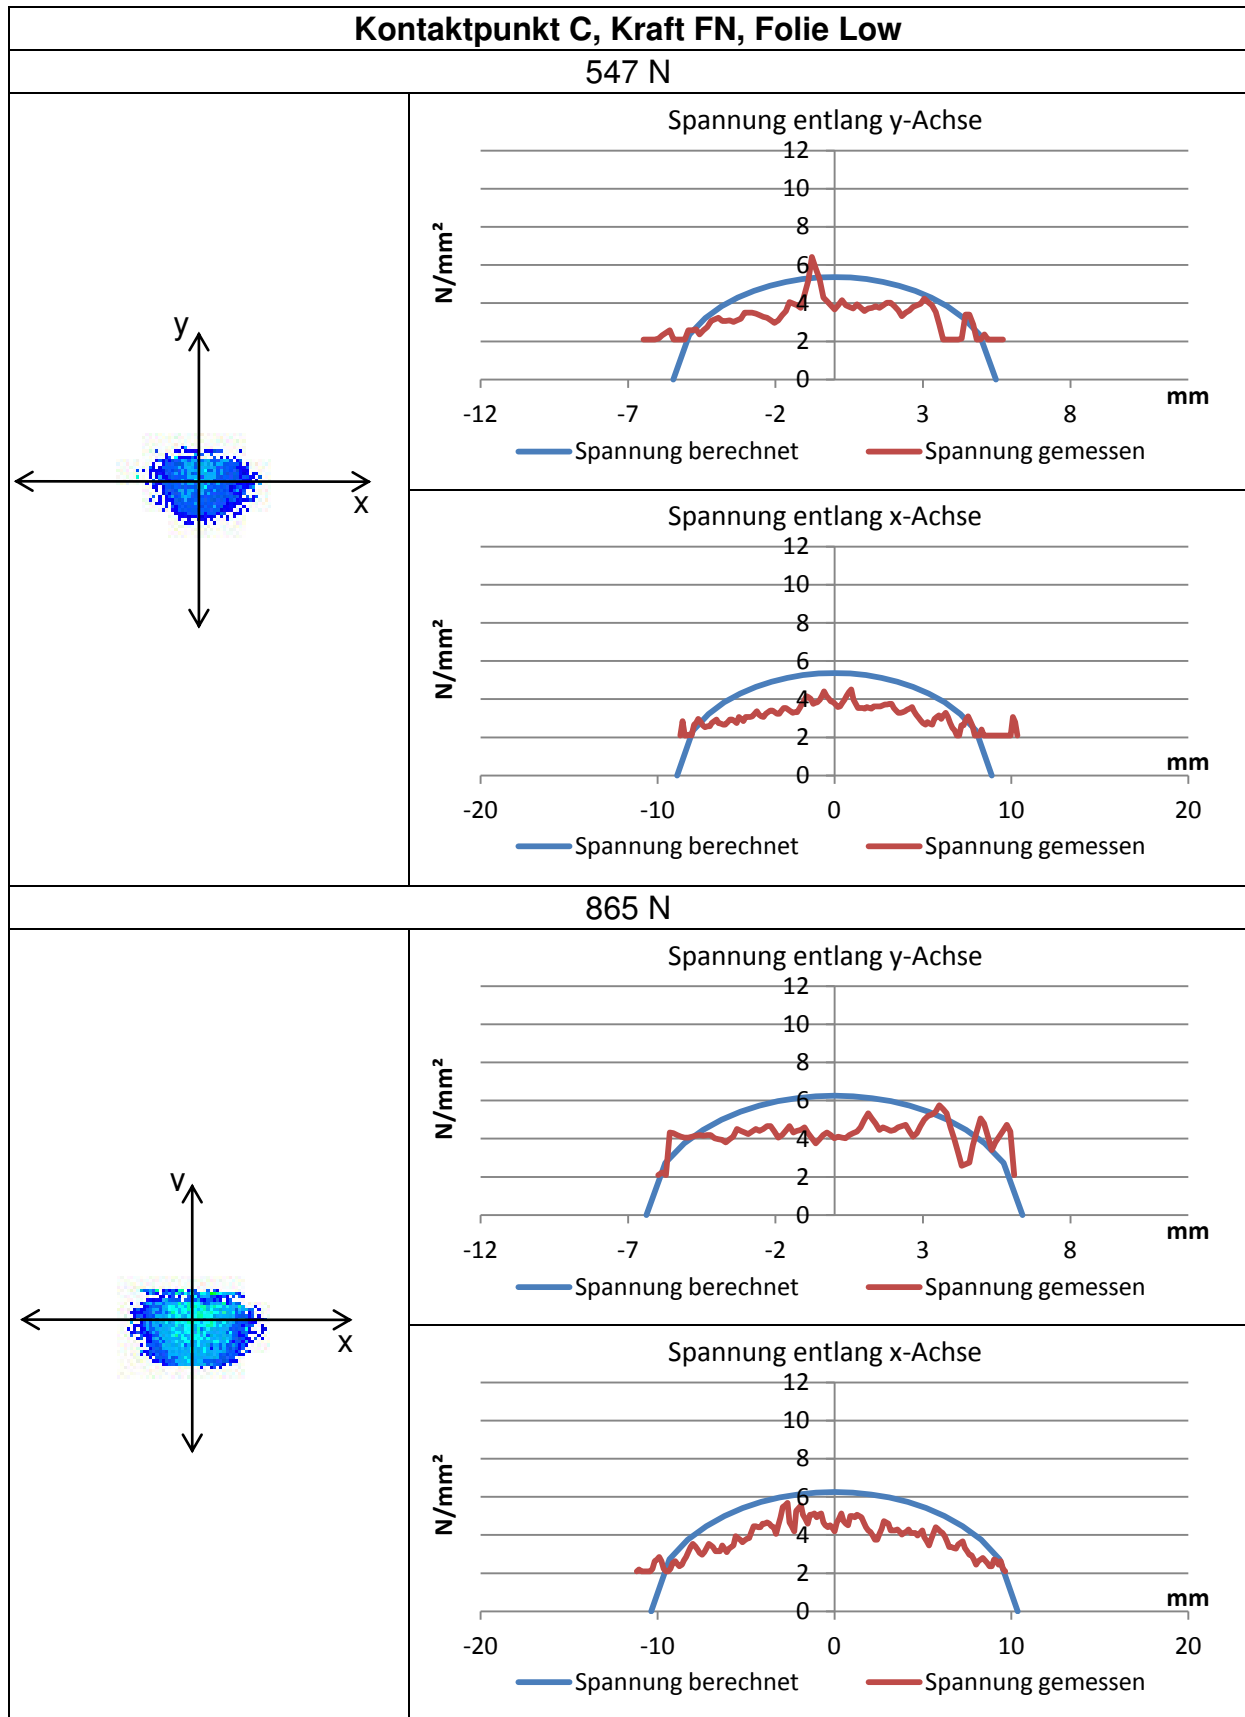 Kontaktpunkt C, Kraft FN, Folie Low
547 N
y
x
Spannung entlang y-Achse
N/mm²
12
10
8
6
4
2
0
-12 -7 -2 3 8
mm
Spannung berechnet Spannung gemessen
Spannung entlang x-Achse
N/mm²
12
10
8
6
4
2
0
-20 -10 0 10 20
mm
Spannung berechnet Spannung gemessen
865 N
y
x
Spannung entlang y-Achse
N/mm²
12
10
8
6
4
2
0
-12 -7 -2 3 8
mm
Spannung berechnet Spannung gemessen
Spannung entlang x-Achse
N/mm²
12
10
8
6
4
2
0
-20 -10 0 10 20
mm
Spannung berechnet Spannung gemessen